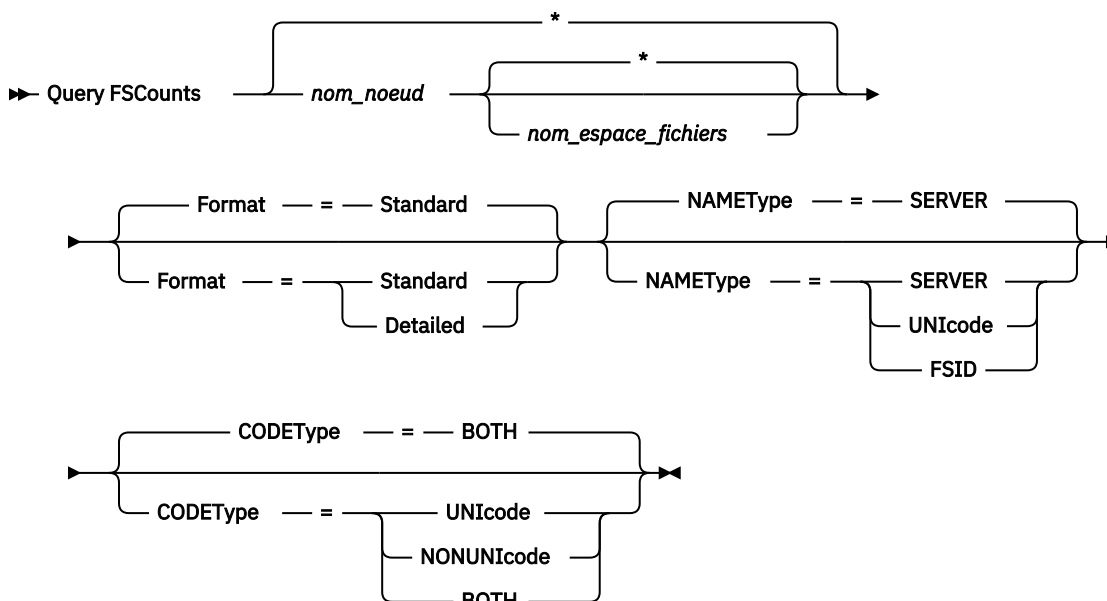 *
*
Query FSCounts nom_noeud
nom_espace_fichiers
Format = Standard NAMEType = SERVER
Format = Standard NAMEType = SERVER
Detailed UNIcode
FSID
CODEType = BOTH
CODEType = UNIcode
NONUNIcode
BOTH